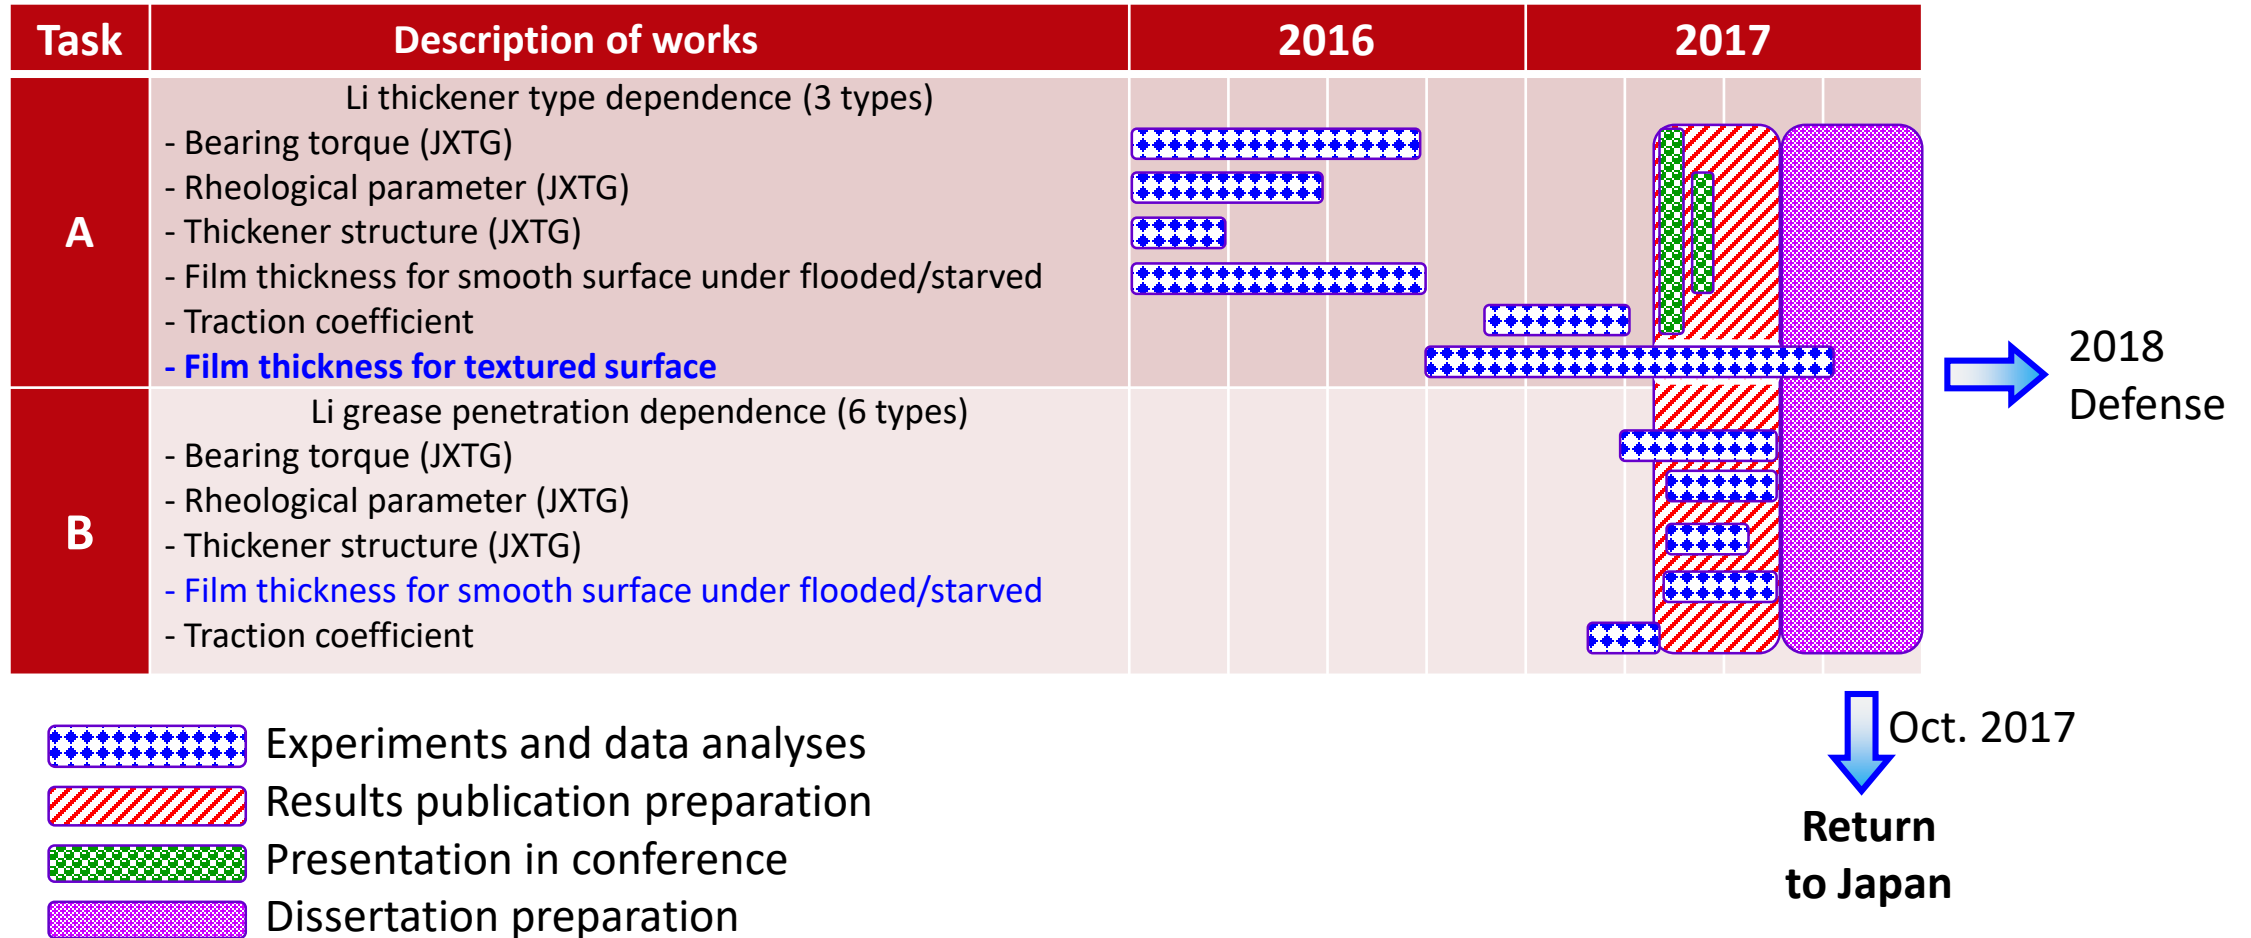 Task Description of works 2016 2017
A
Li thickener type dependence (3 types)
- Bearing torque (JXTG)
- Rheological parameter (JXTG)
- Thickener structure (JXTG)
- Film thickness for smooth surface under flooded/starved
- Traction coefficient
- Film thickness for textured surface
B
Li grease penetration dependence (6 types)
- Bearing torque (JXTG)
- Rheological parameter (JXTG)
- Thickener structure (JXTG)
- Film thickness for smooth surface under flooded/starved
- Traction coefficient
2018
Defense
Oct. 2017
Return
to Japan
Experiments and data analyses
Results publication preparation
Presentation in conference
Dissertation preparation